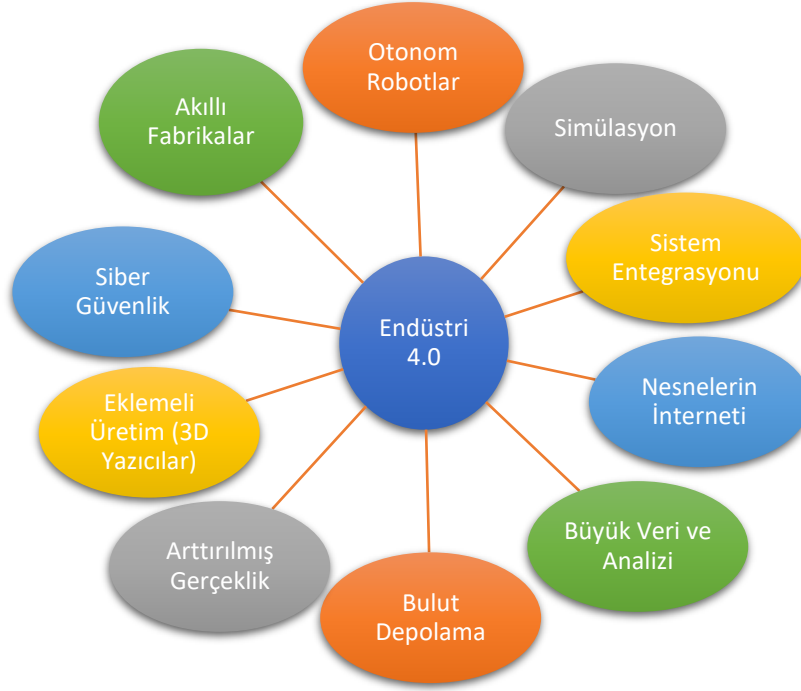 Otonom
Robotlar
Simülasyon
Sistem
Entegrasyonu
Nesnelerin
İnterneti
Büyük Veri ve
Analizi
Bulut
Depolama
Arttırılmış
Gerçeklik
Eklemeli
Üretim (3D
Yazıcılar)
Siber
Güvenlik
Akıllı
Fabrikalar
Endüstri
4.0